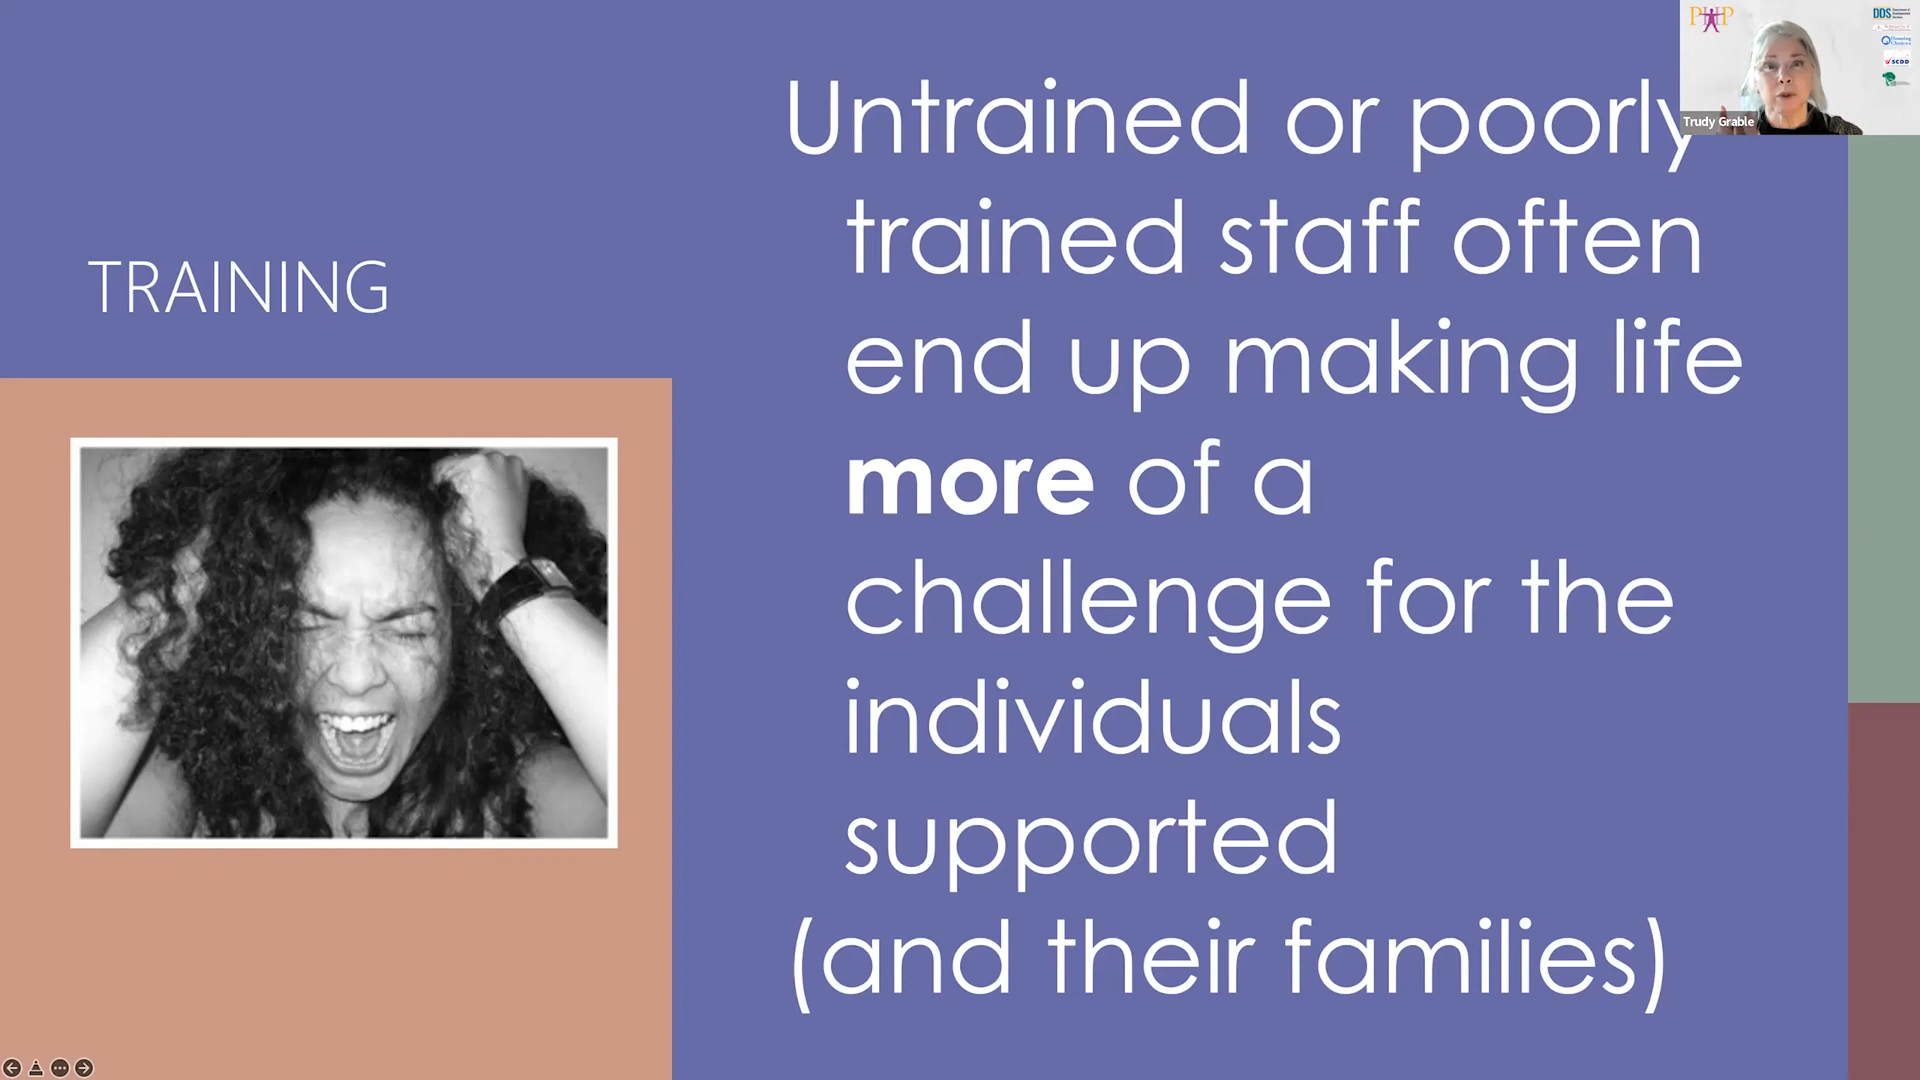 TRAINING
Untrained or poorly
trained staff often
end up making life
more of a
challenge for the
individuals
supported
(and their families)
PHP
DDS
SCDD
Trudy Grable